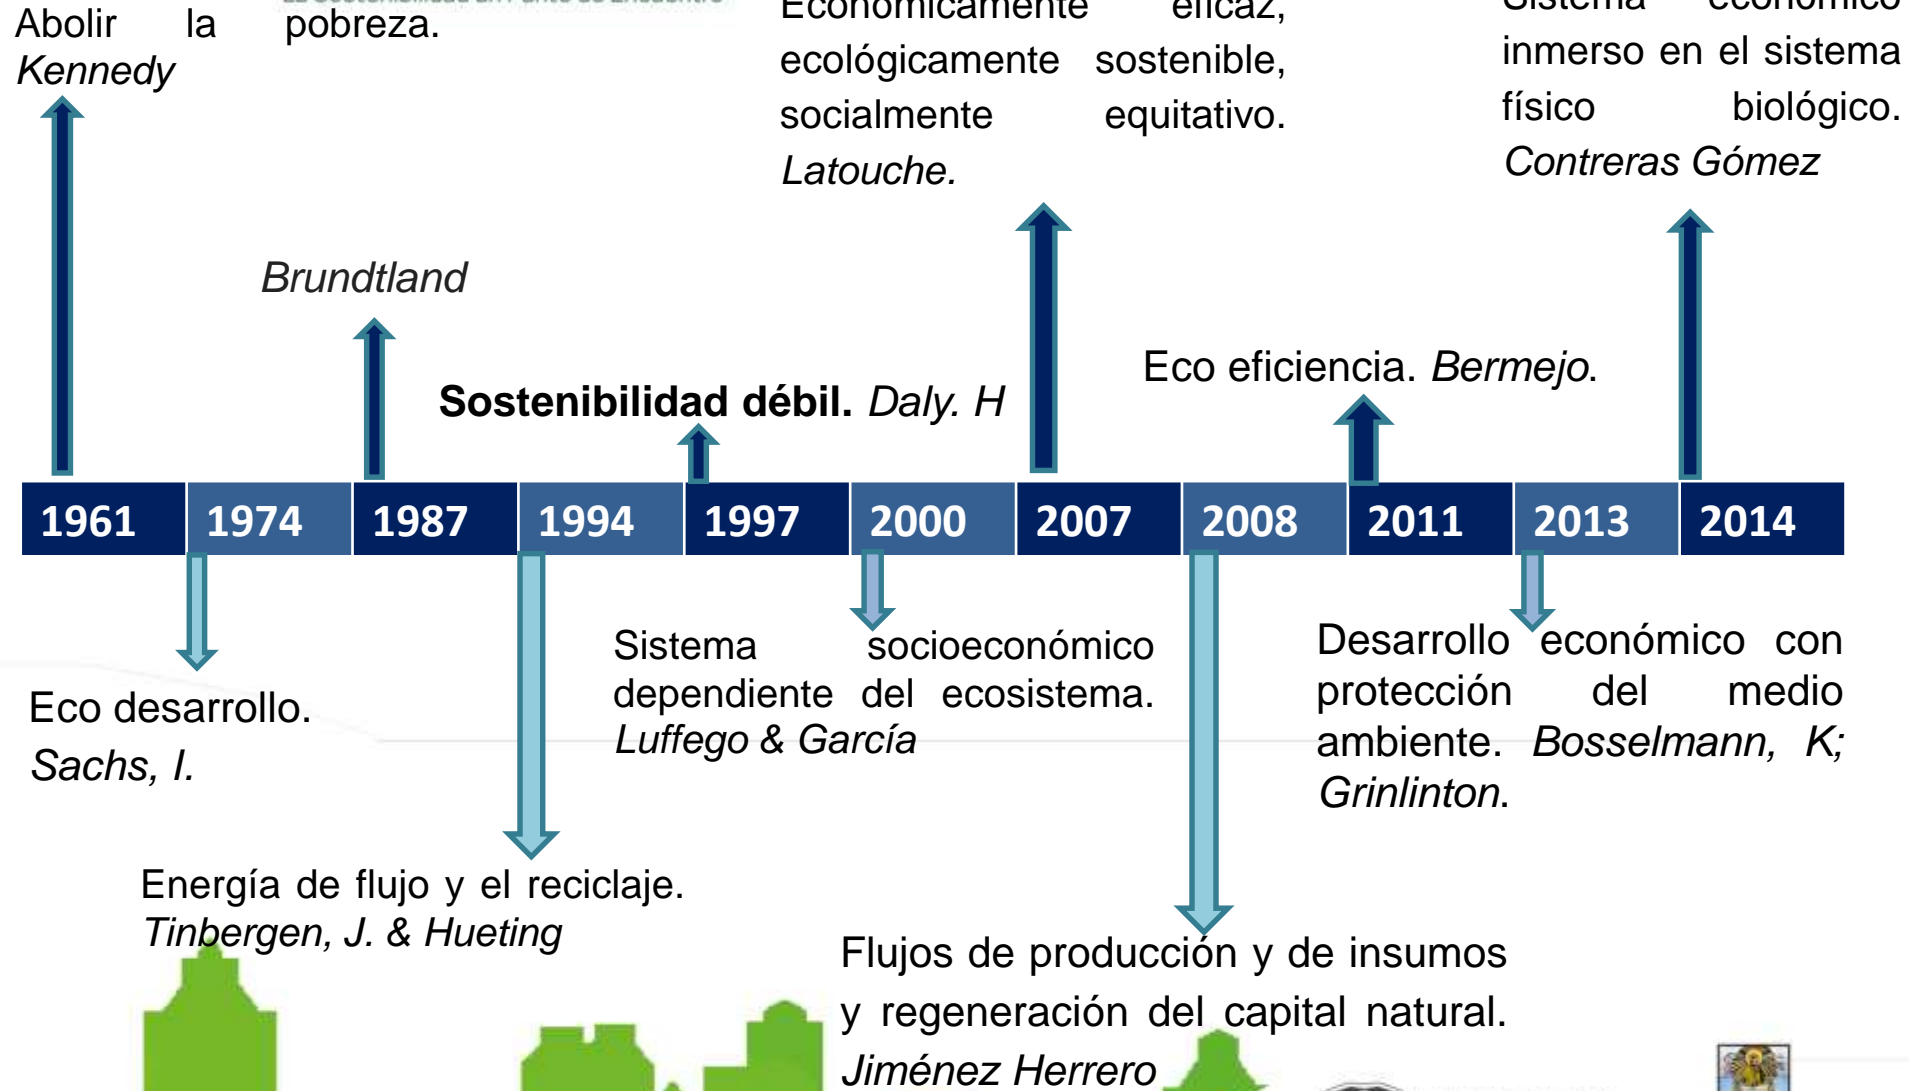 Abolir la pobreza.
Kennedy
Económicamente eficaz,
ecológicamente sostenible,
socialmente equitativo.
Latouche.
Sistema económico
inmerso en el sistema
físico biológico.
Contreras Gómez
Brundtland
Sostenibilidad débil. Daly. H
Eco eficiencia. Bermejo.
1961 1974 1987 1994 1997 2000 2007 2008 2011 2013 2014
Eco desarrollo.
Sachs, I.
Sistema socioeconómico
dependiente del ecosistema.
Luffego & García
Desarrollo económico con
protección del medio
ambiente. Bosselmann, K;
Grinlinton.
Energía de flujo y el reciclaje.
Tinbergen, J. & Hueting
Flujos de producción y de insumos
y regeneración del capital natural.
Jiménez Herrero